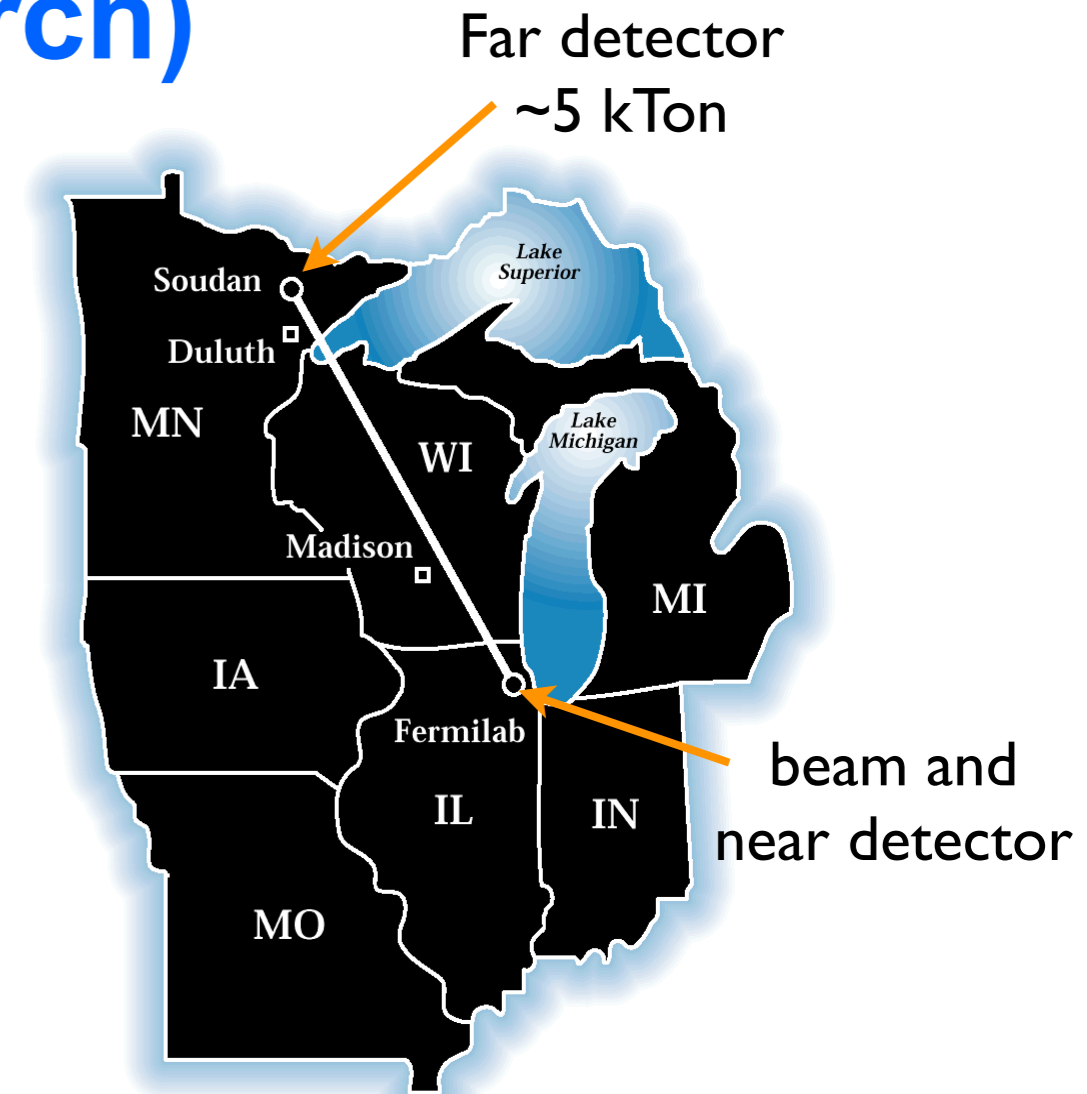 rch)
Far detector
~5 kTon
Lake
Superior
Soudan
Duluth
MN
Lake
Michigan
WI
Madison
MI
IA
Fermilab
beam and
near detector
IL
IN
MO